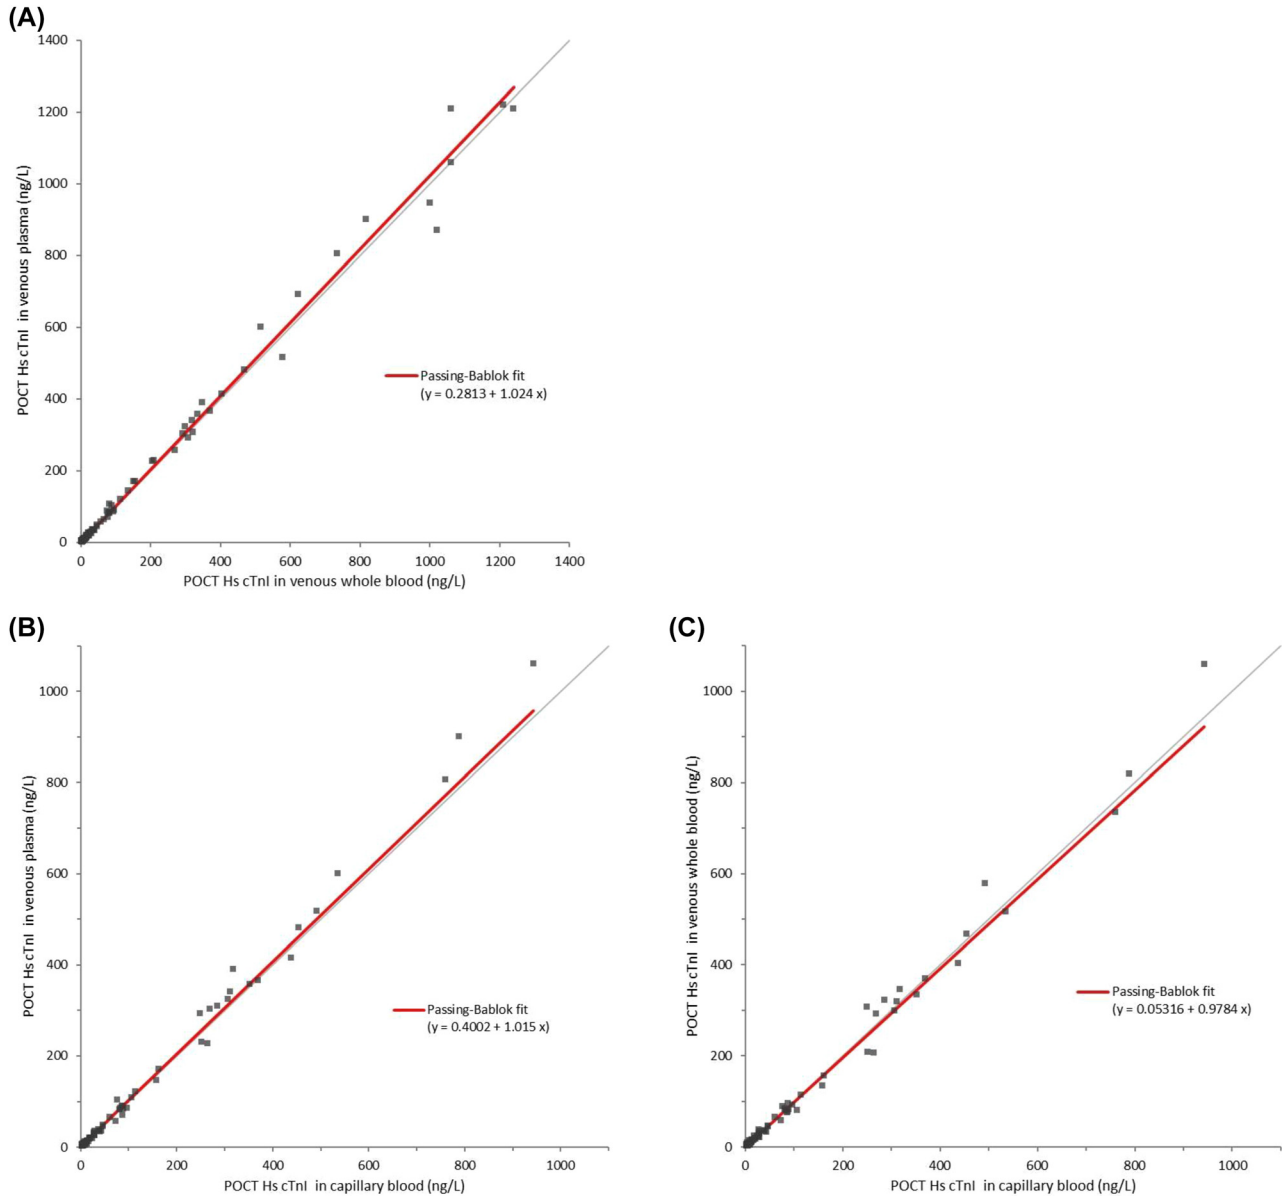 (A)
1400
1200
1000
800
600
400
200
0
POCT Hs cTnI in venous plasma (ng/L)
Passing-Bablok fit
(y = 0.2813 + 1.024 x)
0 200 400 600 800 1000 1200 1400
POCT Hs cTnI in venous whole blood (ng/L)
(B)
1000
800
600
400
200
0
POCT Hs cTnI in venous plasma (ng/L)
Passing-Bablok fit
(y = 0.4002 + 1.015 x)
0 200 400 600 800 1000
POCT Hs cTnI in capillary blood (ng/L)
(C)
1000
800
600
400
200
0
POCT Hs cTnI in venous whole blood (ng/L)
Passing-Bablok fit
(y = 0.05316 + 0.9784 x)
0 200 400 600 800 1000
POCT Hs cTnI in capillary blood (ng/L)